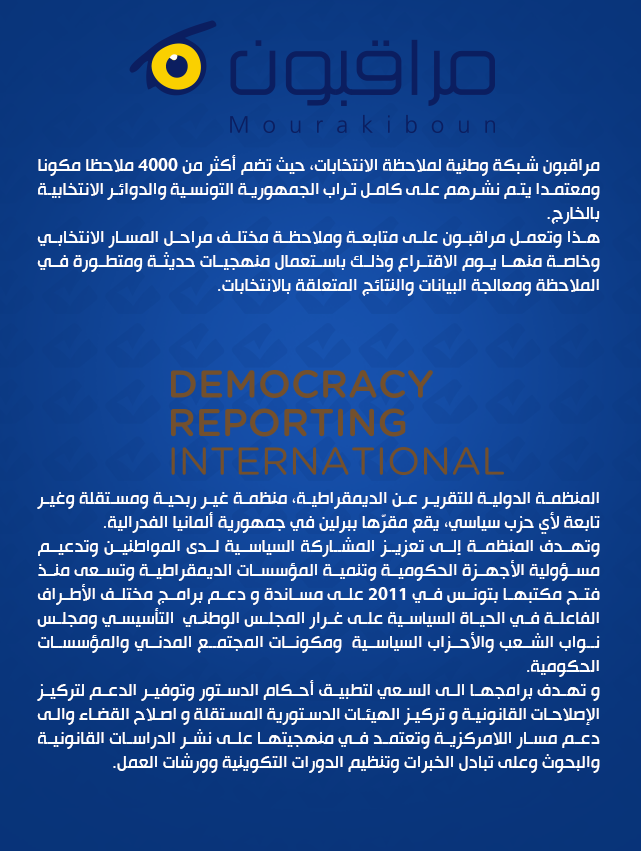 مراقبون
Mourakiboun
مراقبون شبكة وطنية لملاحظة الانتخابات، حيث تضم أكثر من 4000 ملاحظا مكونا
ومعتمدا يتم نشرهم على كامل تراب الجمهورية التونسية والدوائر الانتخابية
بالخارج.
هذا وتعمل مراقبون على متابعة وملاحظة مختلف مراحل المسار الانتخابي
وخاصة منها يوم الاقتراع وذلك باستعمال منهجيات حديثة ومتطورة في
الملاحظة ومعالجة البيانات والنتائج المتعلقة بالانتخابات.
DEMOCRACY
REPORTING
INTERNATIONAL
المنظمة الدولية للتقرير عن الديمقراطية، منظمة غير ربحية ومستقلة وغير
تابعة لأي حزب سياسي، يقع مقرّها ببرلين في جمهورية ألمانيا الفدرالية.
وتهدف المنظمة إلى تعزيز المشاركة السياسية لدى المواطنين وتدعيم
مسؤولية الأجهزة الحكومية وتنمية المؤسسات الديمقراطية وتسعى منذ
فتح مكتبها بتونس في 2011 على مساندة و دعم برامج مختلف الأطراف
الفاعلة في الحياة السياسية على غرار المجلس الوطني التأسيسي ومجلس
نواب الشعب والأحزاب السياسية ومكونات المجتمع المدني والمؤسسات
الحكومية.
و تهدف برامجها الى السعي لتطبيق أحكام الدستور وتوفير الدعم لتركيز
الإصلاحات القانونية و تركيز الهيئات الدستورية المستقلة و اصلاح القضاء والى
دعم مسار اللامركزية وتعتمد في منهجيتها على نشر الدراسات القانونية
والبحوث وعلى تبادل الخبرات وتنظيم الدورات التكوينية وورشات العمل.